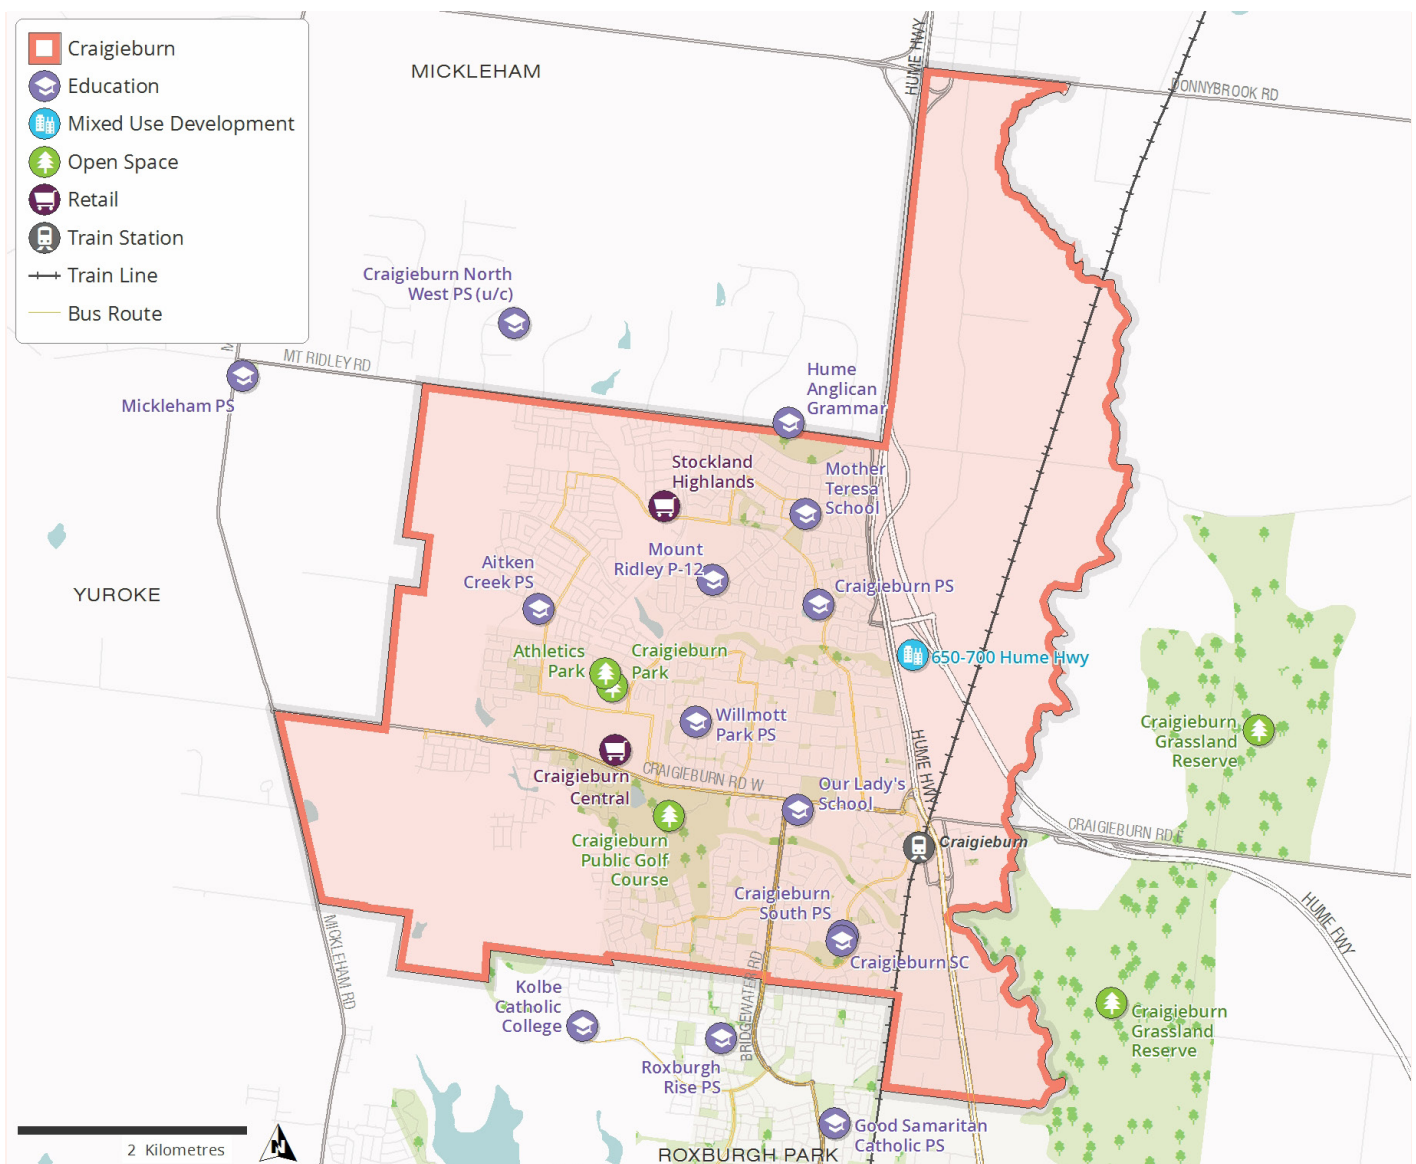 Craigieburn
Education
Mixed Use Development
Open Space
Retail
Train Station
Train Line
Bus Route
MICKLEHAM
HUME HWY
DONNYBROOK RD
Craigieburn North
West PS (u/c)
MT RIDLEY RD
Mickleham PS
Hume
Anglican
Grammar
Stockland
Highlands
Mother
Teresa
School
Mount
Ridley P-12
Aitken
Creek PS
Craigieburn PS
YUROKE
Athletics
Park
Craigieburn
Park
650-700 Hume Hwy
Willmott
Park PS
Craigieburn
Grassland
Reserve
HUME HWY
Craigieburn
Central
CRAIGIEBURN RD W
Our Lady's
School
CRAIGIEBURN RD E
Craigieburn
Craigieburn
Public Golf
Course
Craigieburn
South PS
HUME FWY
MICKLEHAM RD
Craigieburn SC
BRIDGEWATER RD
Kolbe
Catholic
College
Craigieburn
Grassland
Reserve
Roxburgh
Rise PS
Good Samaritan
Catholic PS
ROXBURGH PARK
2 Kilometres
N